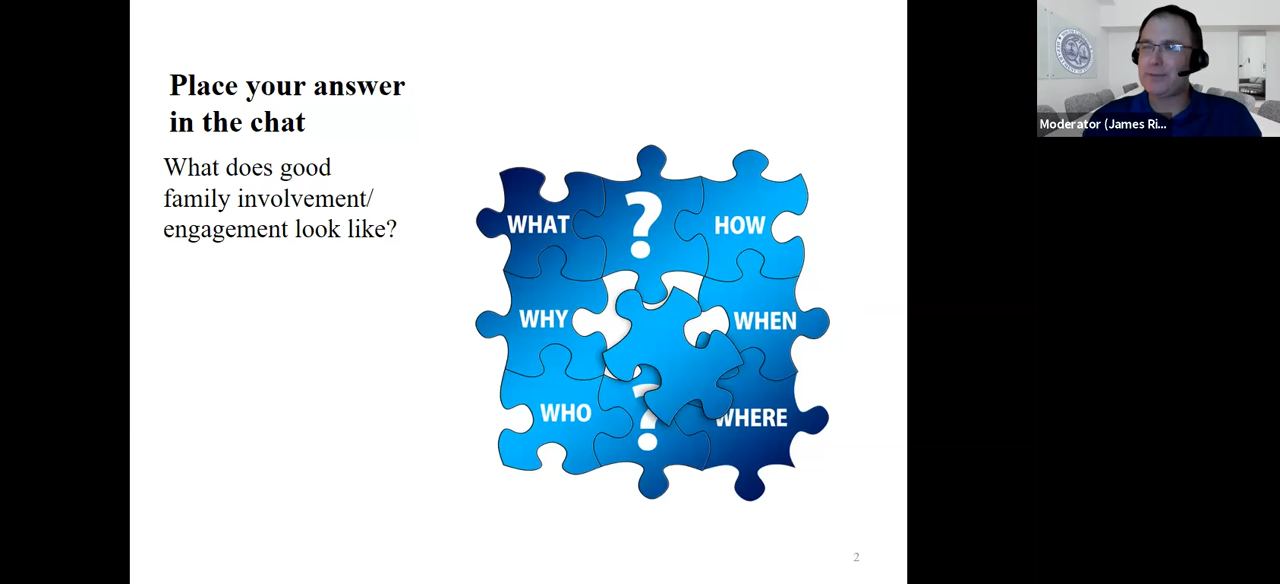 Place your answer
in the chat
What does good
family involvement/
engagement look like?
WHAT
?
HOW
WHY
WHEN
WHO
?
WHERE
2
Moderator (James Ri...